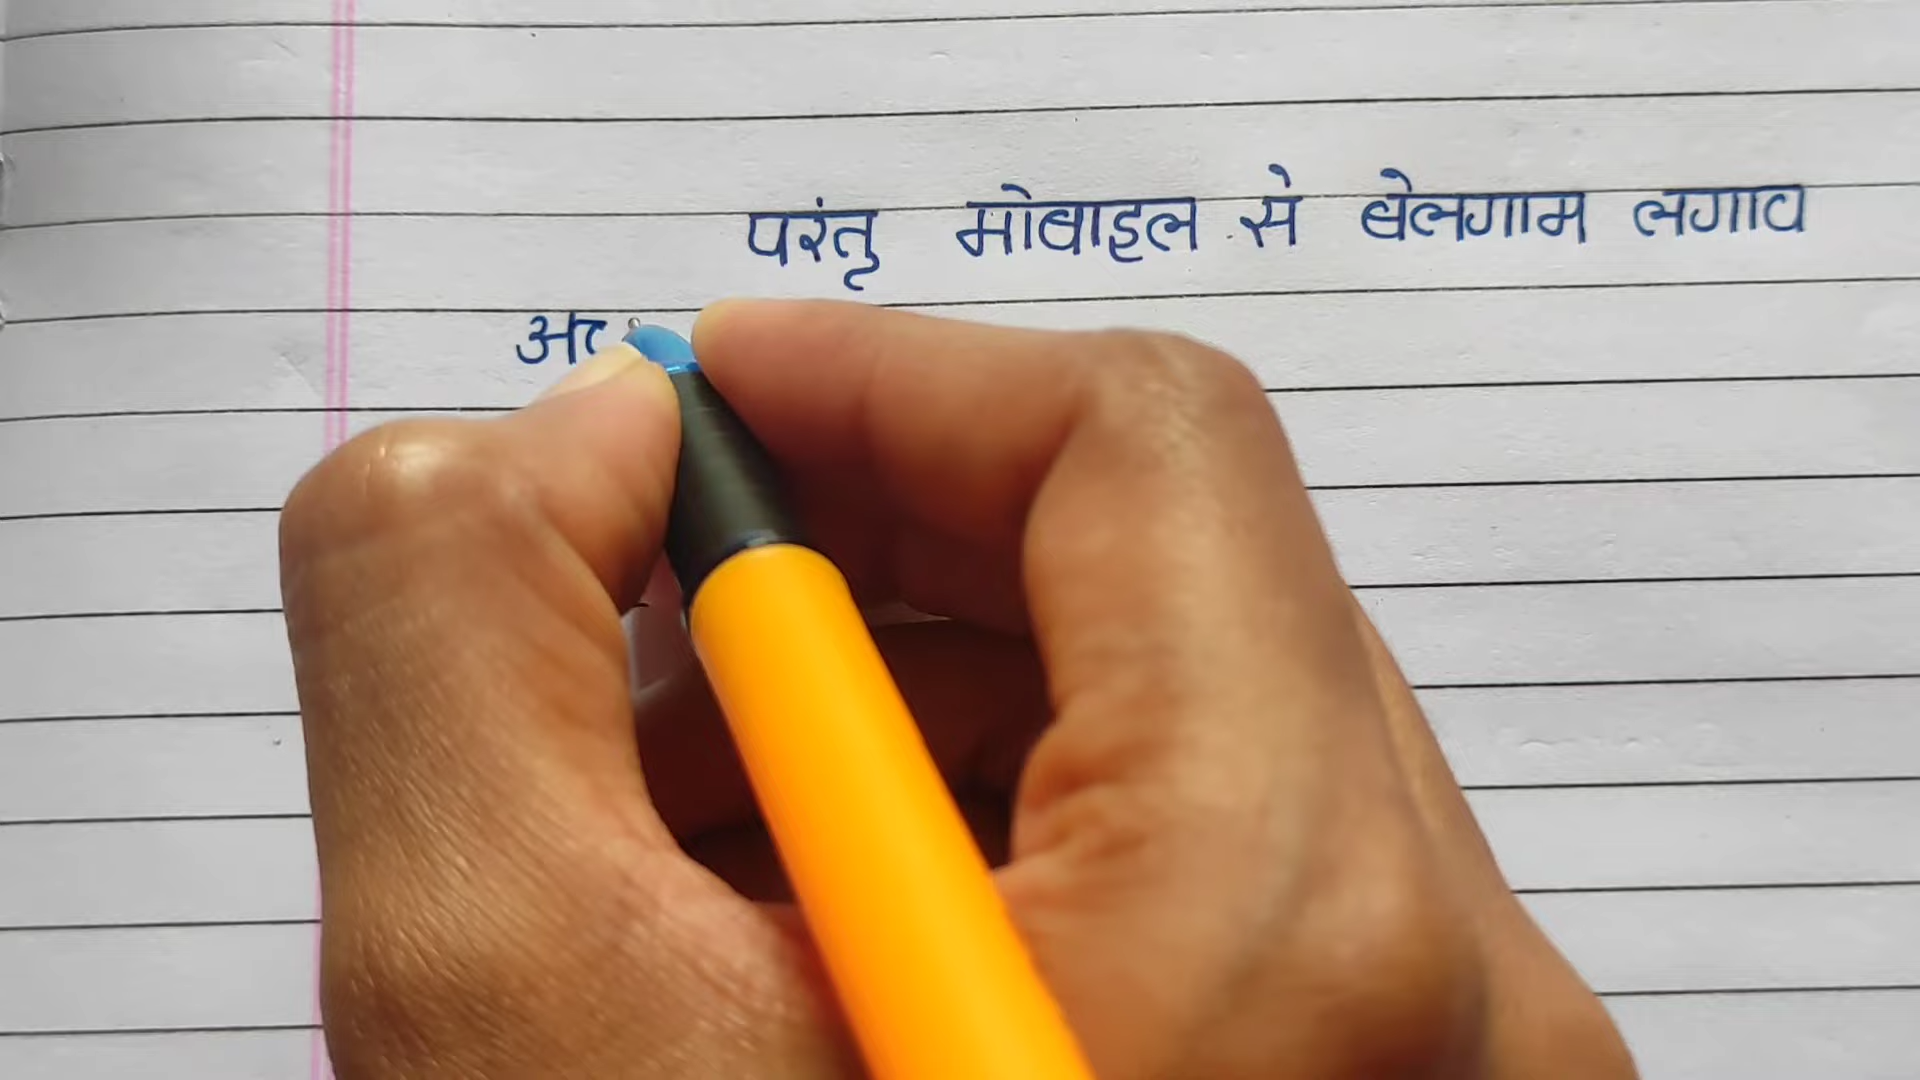 परंतु मोबाइल से बेलगाम लगाव